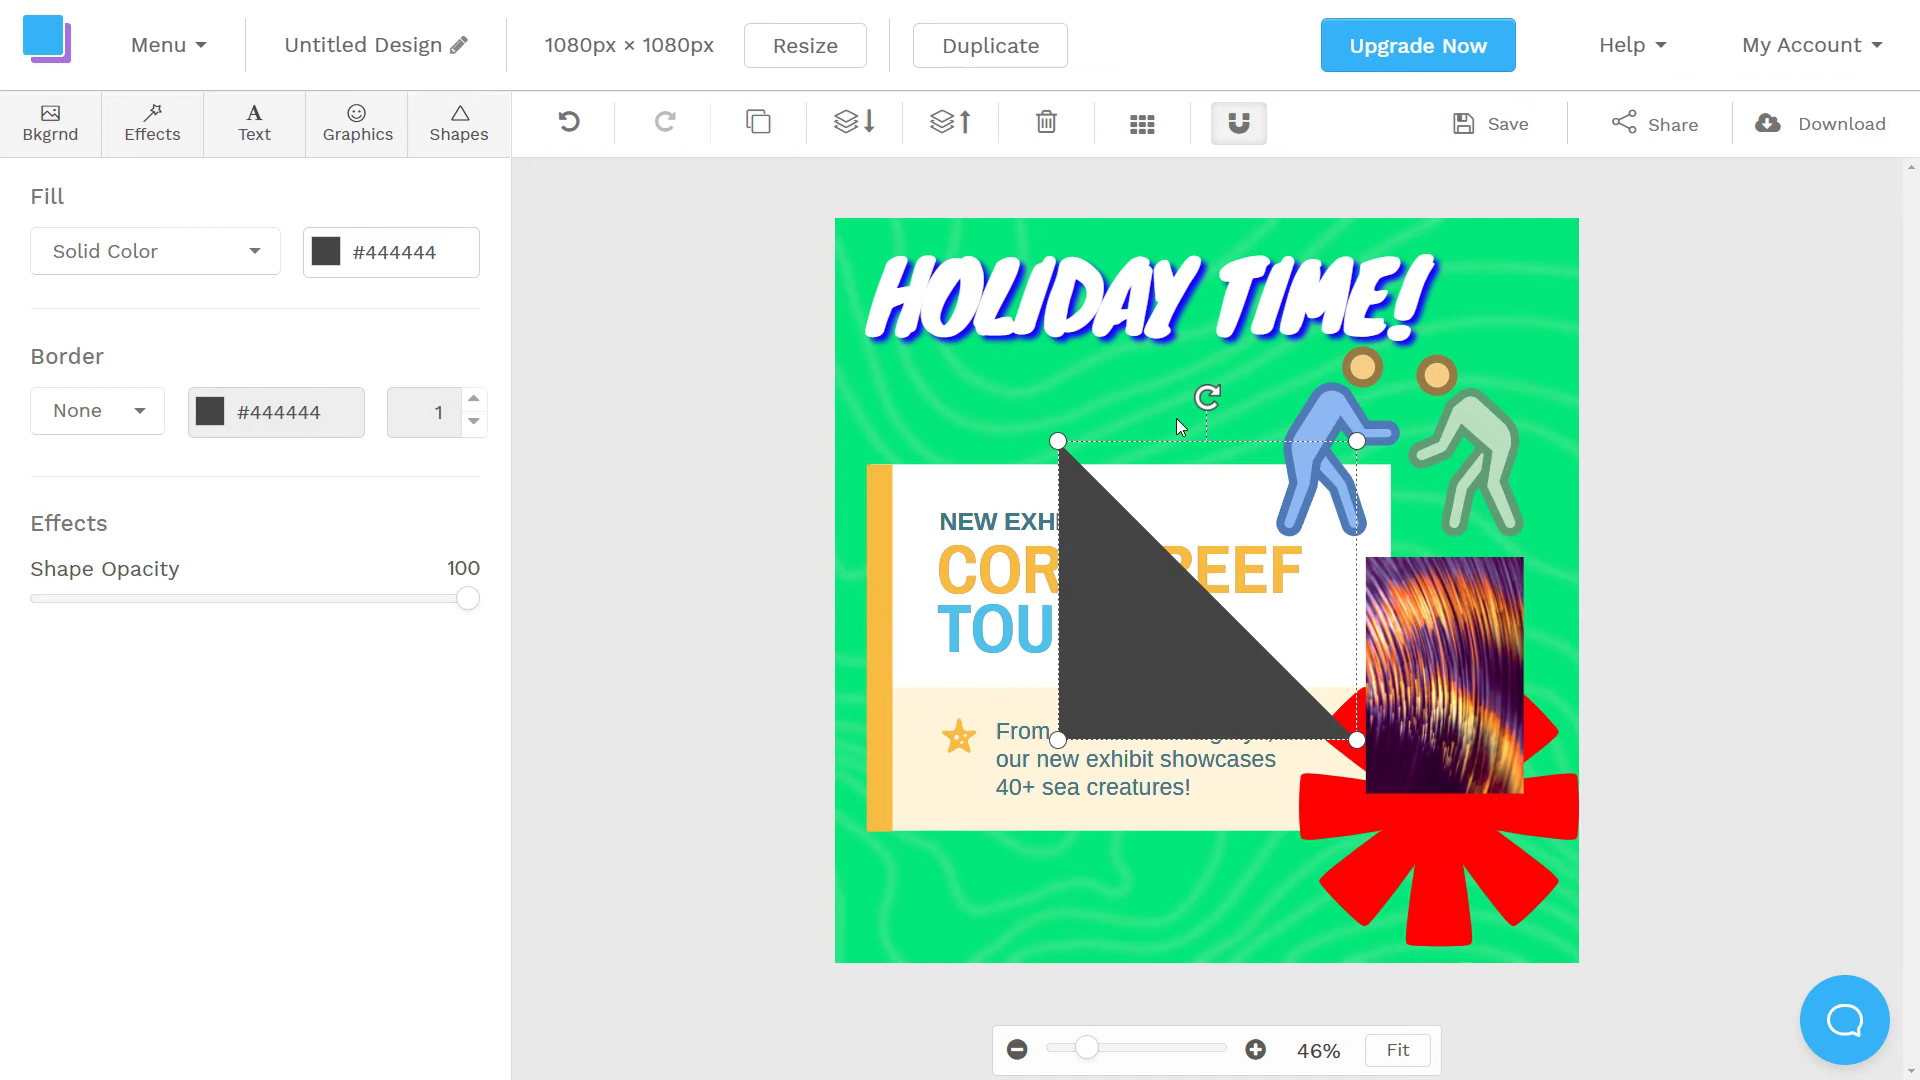 Menu
Untitled Design
1080px × 1080px
Resize
Duplicate
Upgrade Now
Help
My Account
Bkgrnd
Effects
Text
Graphics
Shapes
Save
Share
Download
Fill
Solid Color
#444444
Border
None
#444444
1
Effects
Shape Opacity
100
HOLIDAY TIME!
NEW EXH
COR REEF
TOU
From
our new exhibit showcases
40+ sea creatures!
46%
Fit